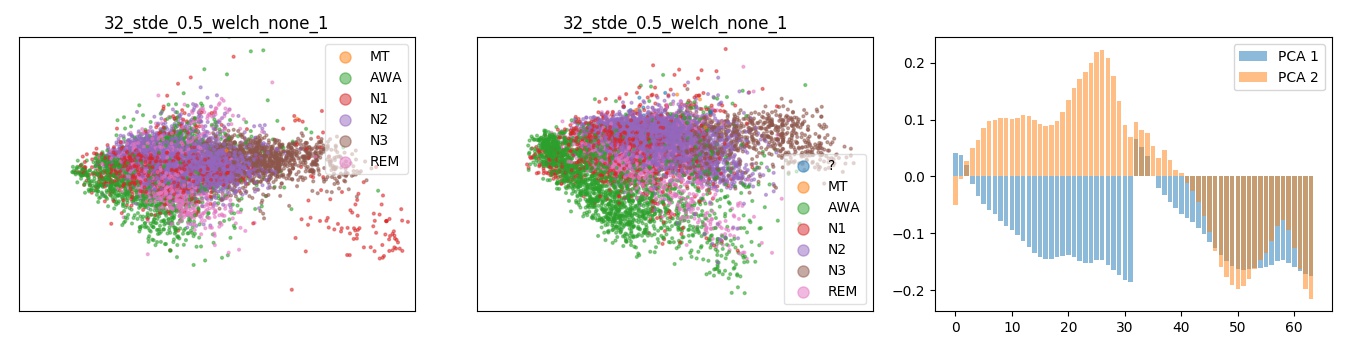 32_stde_0.5_welch_none_1
MT
AWA
N1
N2
N3
REM
32_stde_0.5_welch_none_1
?
MT
AWA
N1
N2
N3
REM
PCA 1
PCA 2
0.2
0.1
0.0
−0.1
−0.2
0 10 20 30 40 50 60